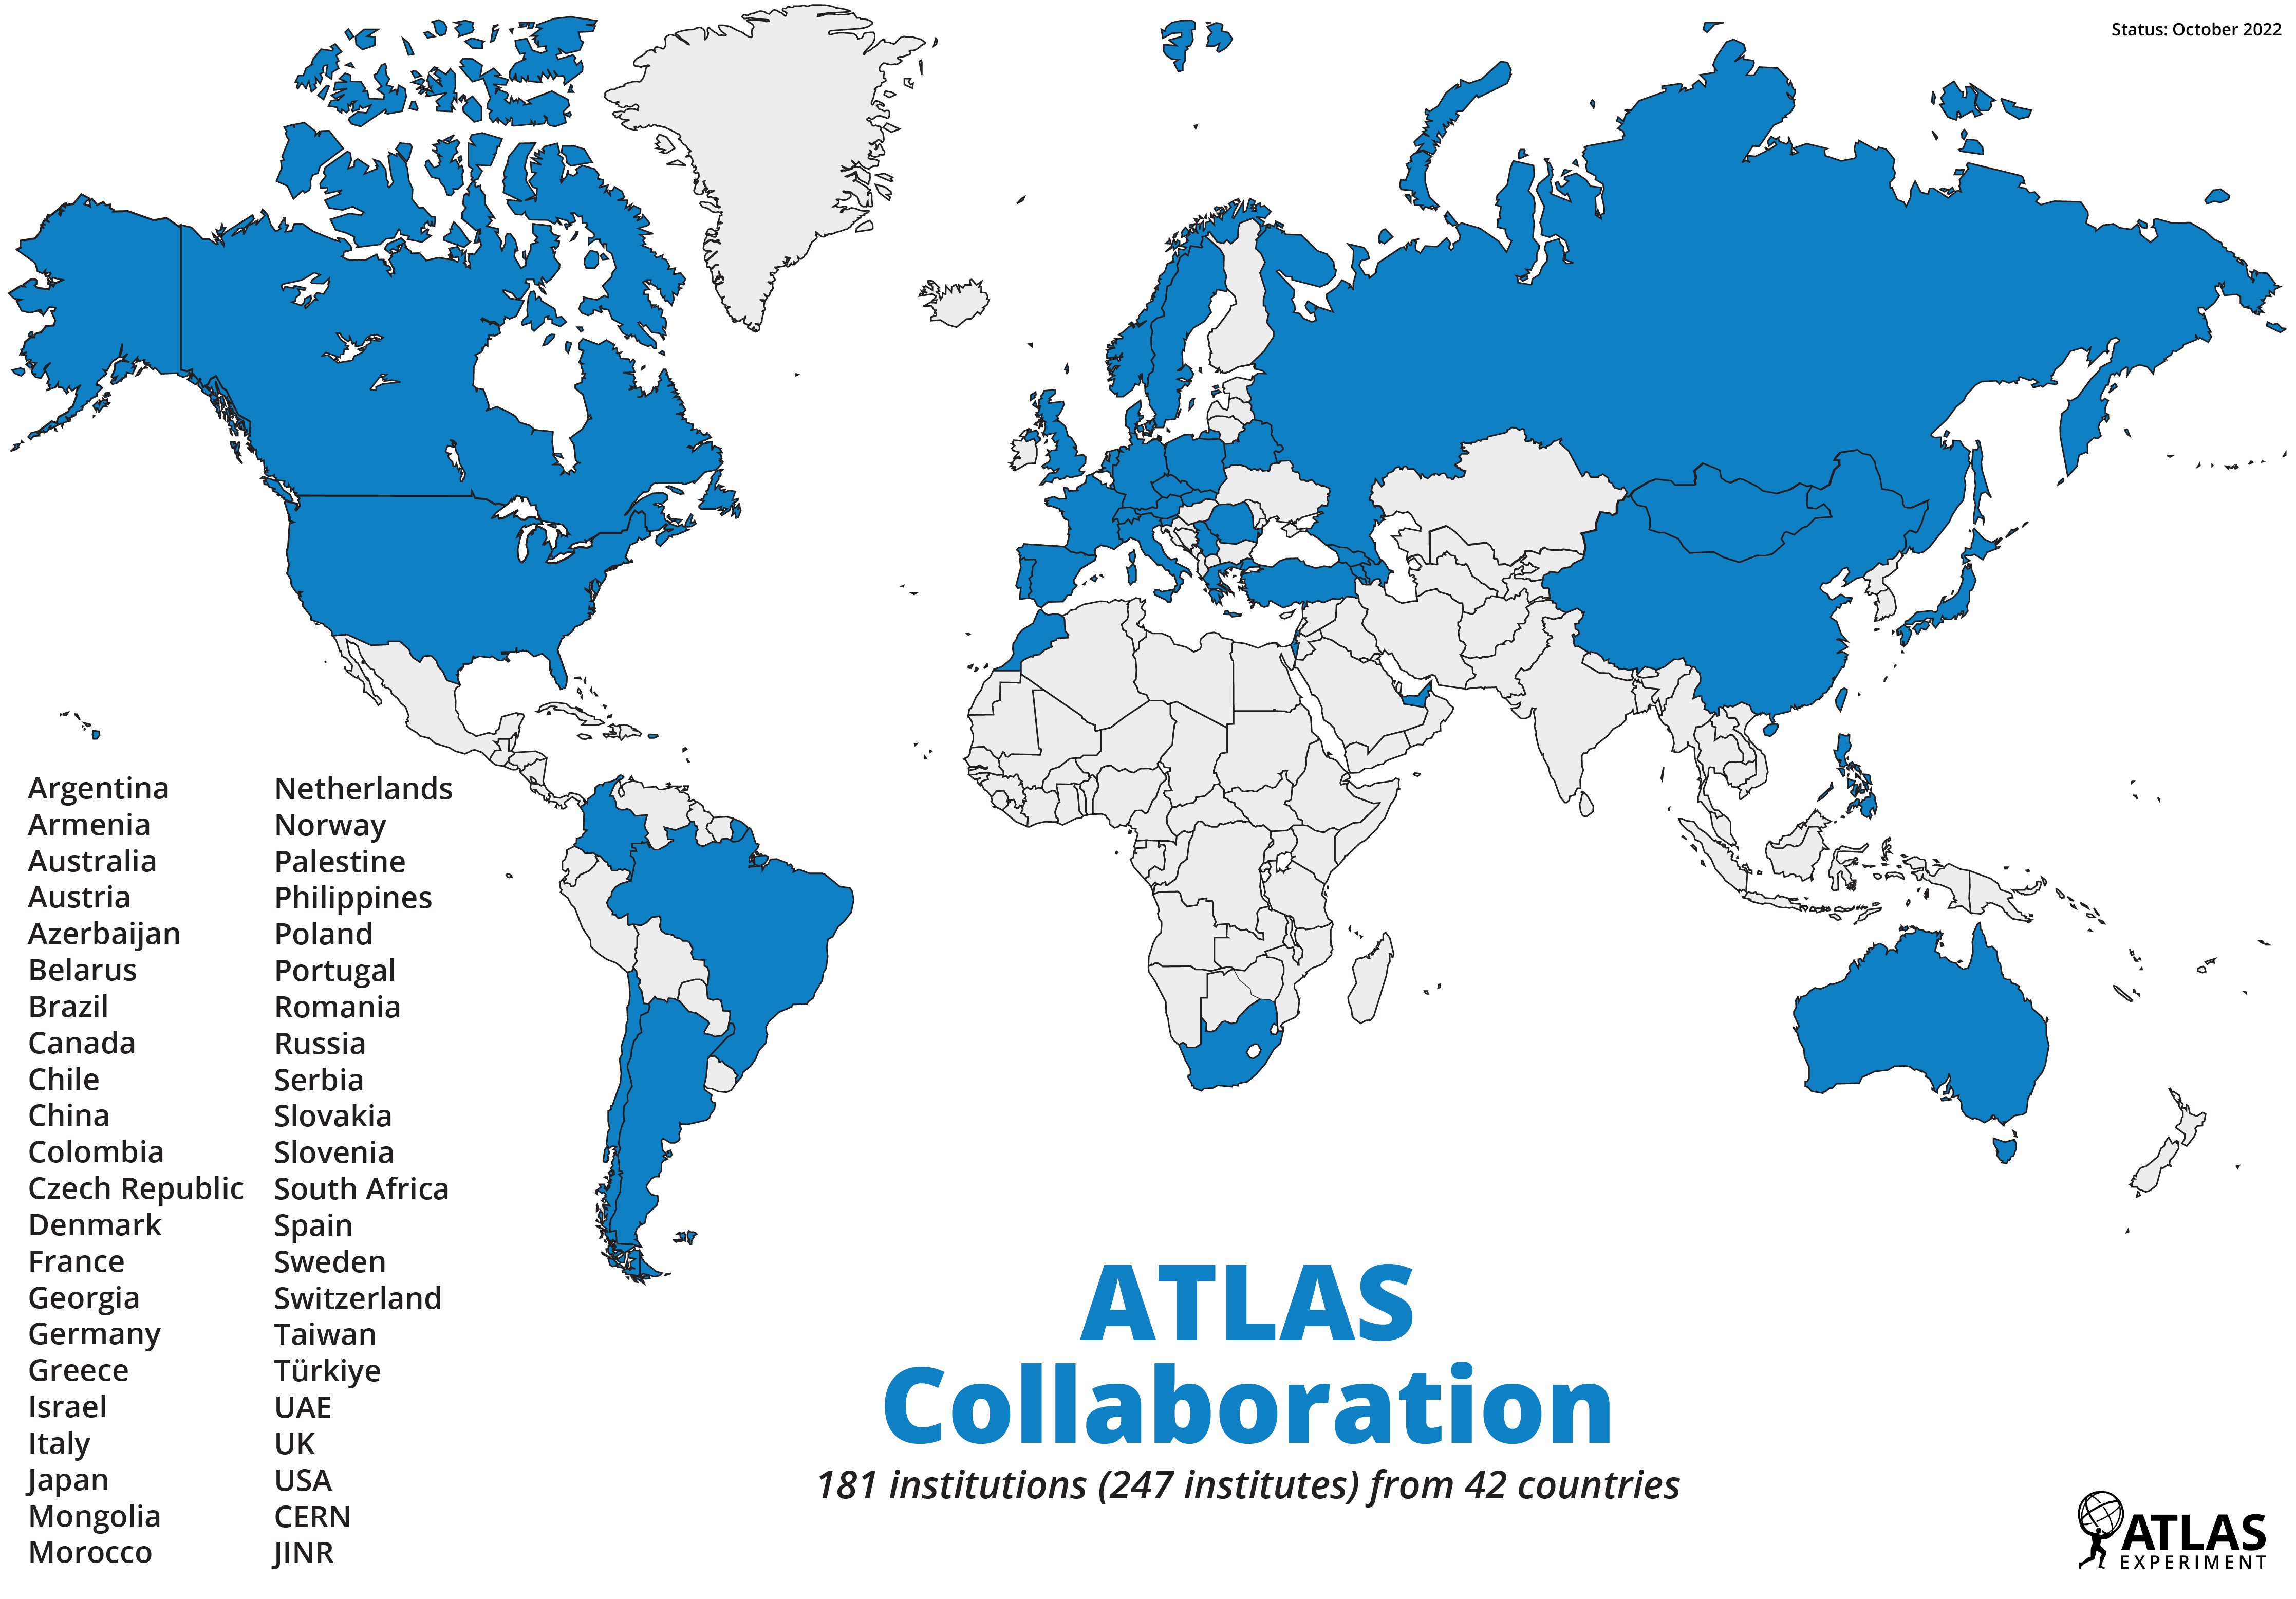 Status: October 2022
Argentina
Armenia
Australia
Austria
Azerbaijan
Belarus
Brazil
Canada
Chile
China
Colombia
Czech Republic
Denmark
France
Georgia
Germany
Greece
Israel
Italy
Japan
Mongolia
Morocco
Netherlands
Norway
Palestine
Philippines
Poland
Portugal
Romania
Russia
Serbia
Slovakia
Slovenia
South Africa
Spain
Sweden
Switzerland
Taiwan
Türkiye
UAE
UK
USA
CERN
JINR
ATLAS
Collaboration
181 institutions (247 institutes) from 42 countries
ATLAS
EXPERIMENT